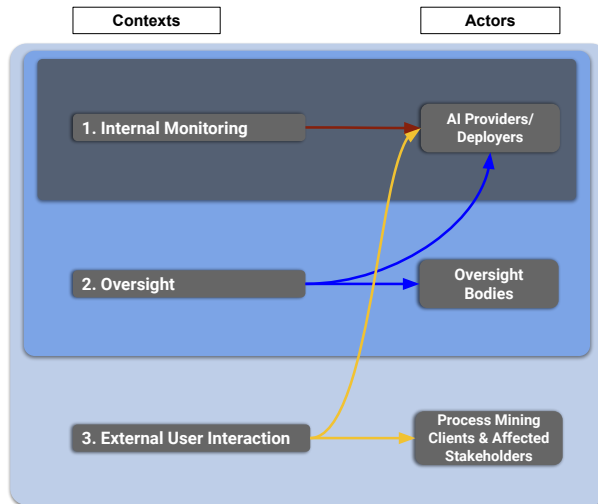 Contexts
Actors
1. Internal Monitoring
AI Providers/
Deployers
2. Oversight
Oversight
Bodies
3. External User Interaction
Process Mining
Clients & Affected
Stakeholders